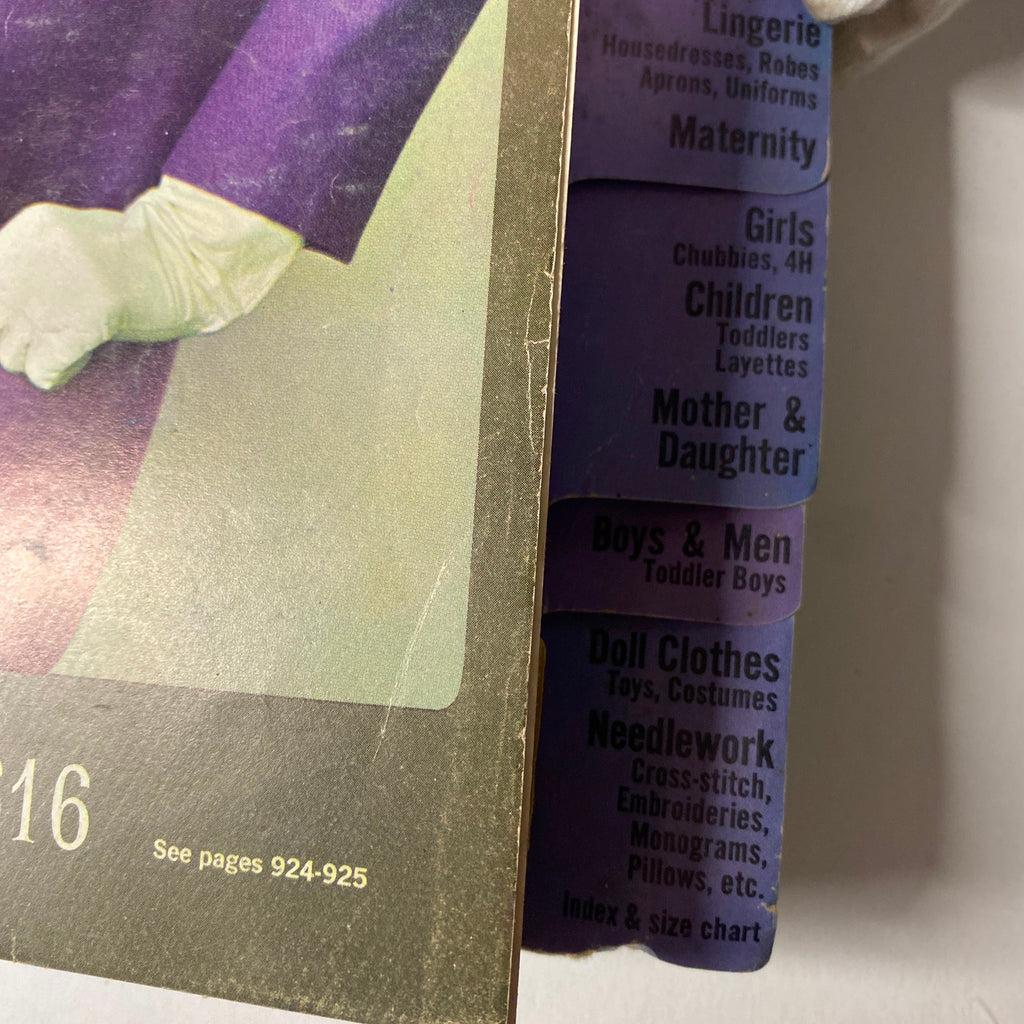 Lingerie
Housedresses, Robes
Aprons, Uniforms
Maternity
Girls
Chubbies, 4H
Children
Toddlers
Layettes
Mother &
Daughter
Boys & Men
Toddler Boys
Doll Clothes
Toys, Costumes
Needlework
Cross-stitch,
Embroideries,
Monograms,
Pillows, etc.
Index & size chart
16
See pages 924-925